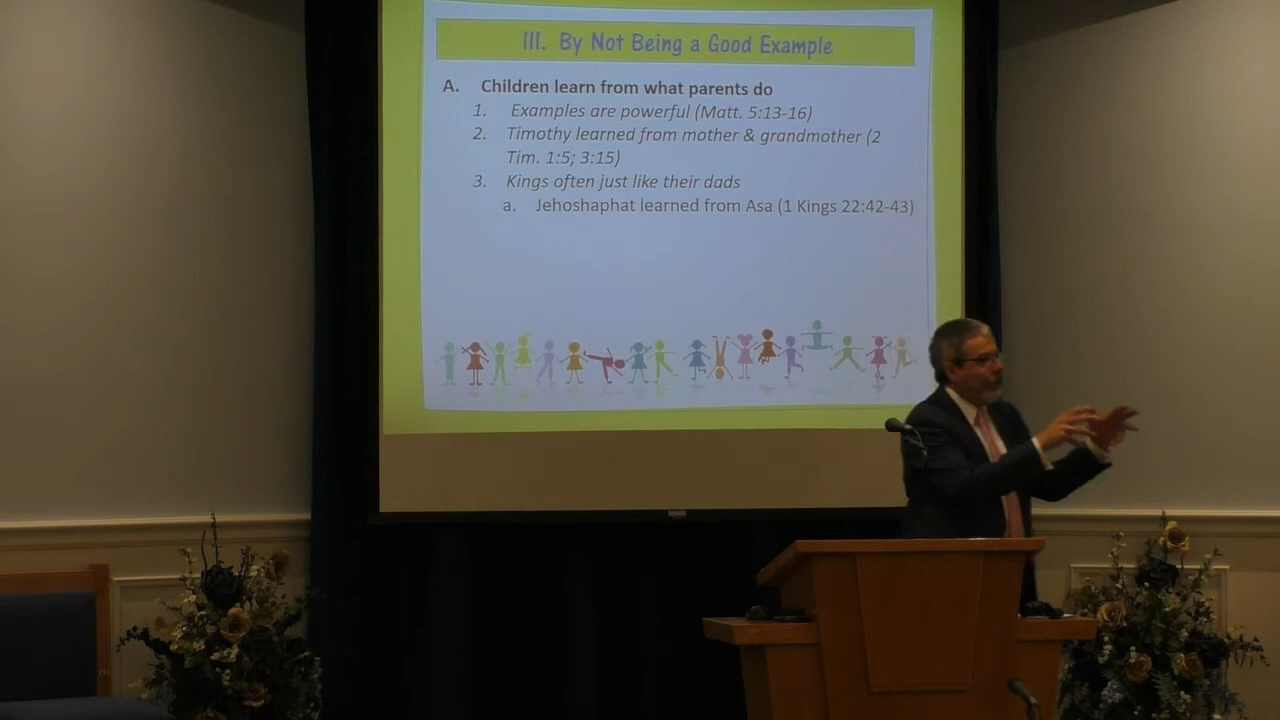 III. By Not Being a Good Example
A. Children learn from what parents do
1. Examples are powerful (Matt. 5:13-16)
2. Timothy learned from mother & grandmother (2
Tim. 1:5; 3:15)
3. Kings often just like their dads
a. Jehoshaphat learned from Asa (1 Kings 22:42-43)